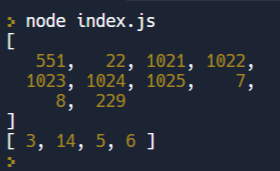 > node index.js
[
   551,   22, 1021, 1022,
  1023, 1024, 1025,    7,
     8,  229
]
[ 3, 14, 5, 6 ]
>